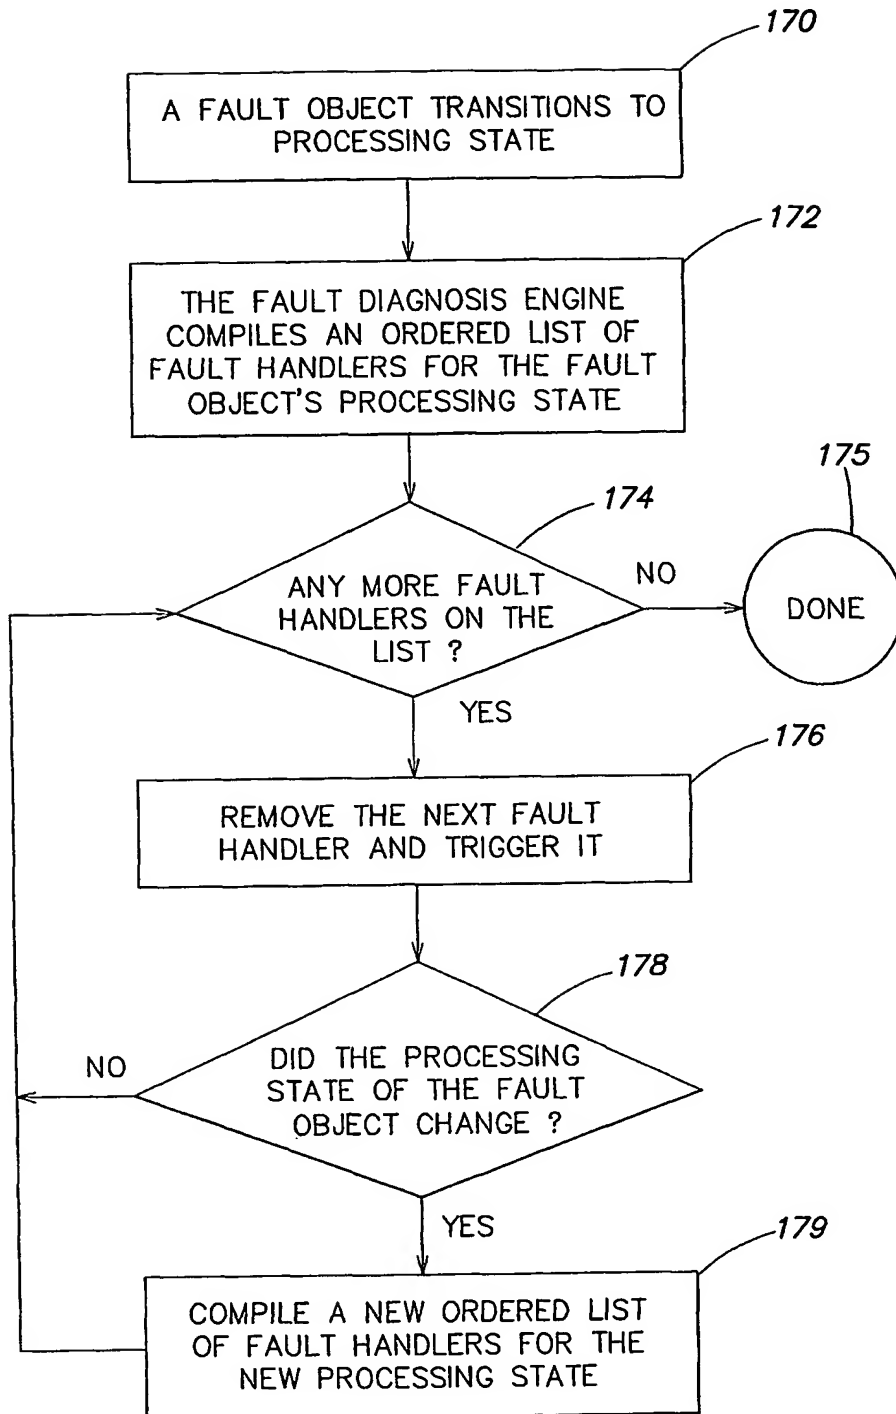 170
A FAULT OBJECT TRANSITIONS TO
PROCESSING STATE
172
THE FAULT DIAGNOSIS ENGINE
COMPILES AN ORDERED LIST OF
FAULT HANDLERS FOR THE FAULT
OBJECT'S PROCESSING STATE
174
175
ANY MORE FAULT
HANDLERS ON THE
LIST ?
NO
DONE
YES
176
REMOVE THE NEXT FAULT
HANDLER AND TRIGGER IT
178
DID THE PROCESSING
STATE OF THE FAULT
OBJECT CHANGE ?
NO
YES
179
COMPILE A NEW ORDERED LIST
OF FAULT HANDLERS FOR THE
NEW PROCESSING STATE